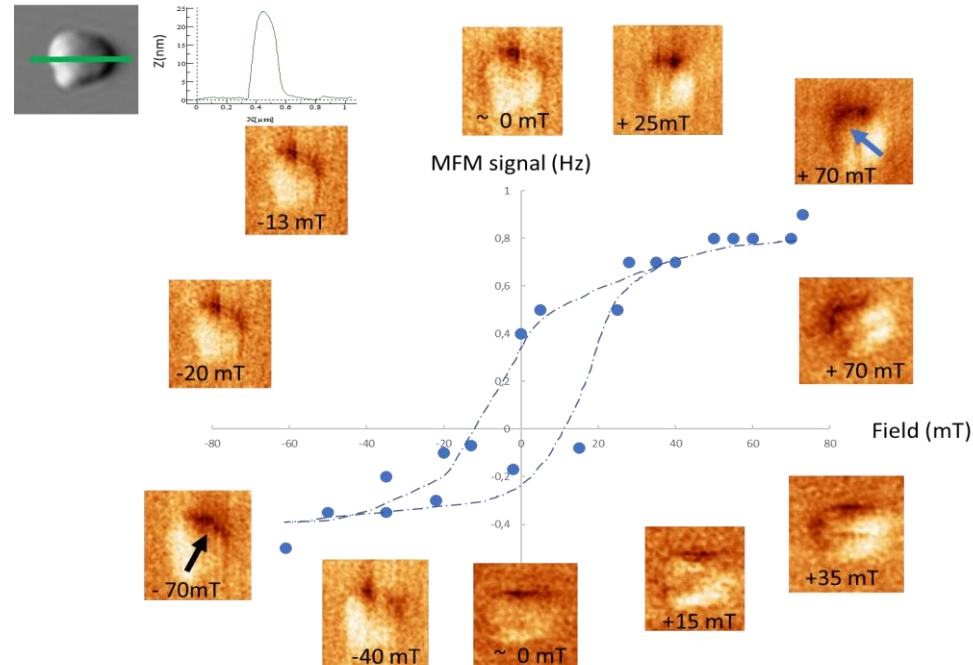 Z(nm)
25
20
15
10
5
0
0
0.2
0.4
0.6
0.8
1.0
X[µm]
~ 0 mT
+ 25mT
+ 70 mT
-13 mT
MFM signal (Hz)
1
0,8
0,6
0,4
0,2
0
-0,2
-0,4
-80
-60
-40
-20
0
20
40
60
80
Field (mT)
-20 mT
+ 70 mT
- 70mT
-40 mT
~ 0 mT
+15 mT
+35 mT